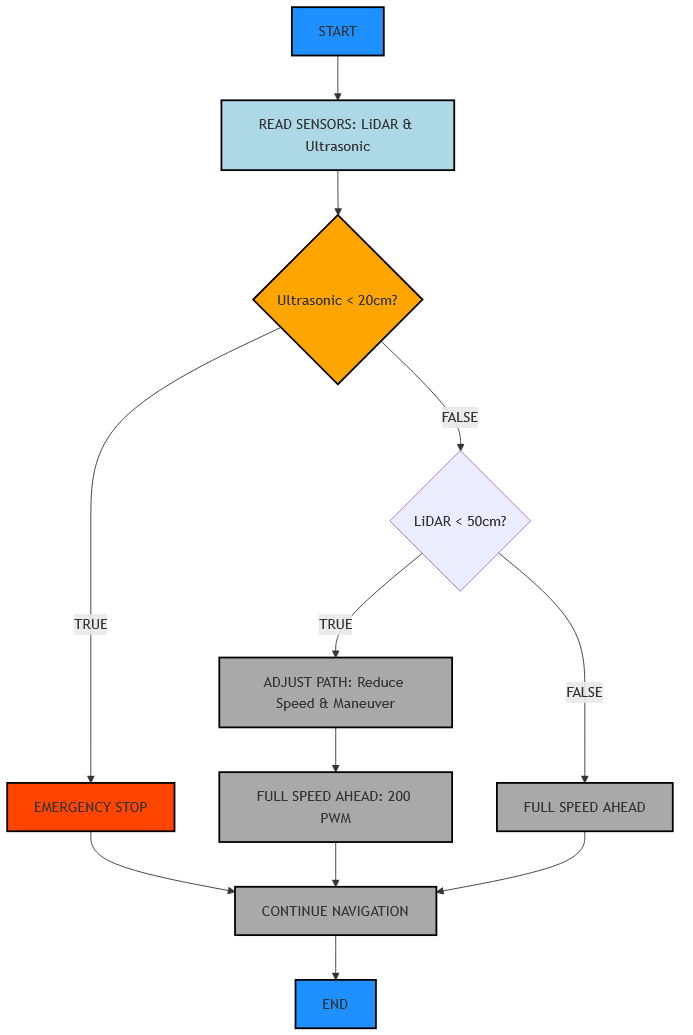 START
READ SENSORS: LiDAR &
Ultrasonic
Ultrasonic < 20cm?
FALSE
LiDAR < 50cm?
TRUE
TRUE
ADJUST PATH: Reduce
Speed & Maneuver
FALSE
EMERGENCY STOP
FULL SPEED AHEAD: 200
PWM
FULL SPEED AHEAD
CONTINUE NAVIGATION
END